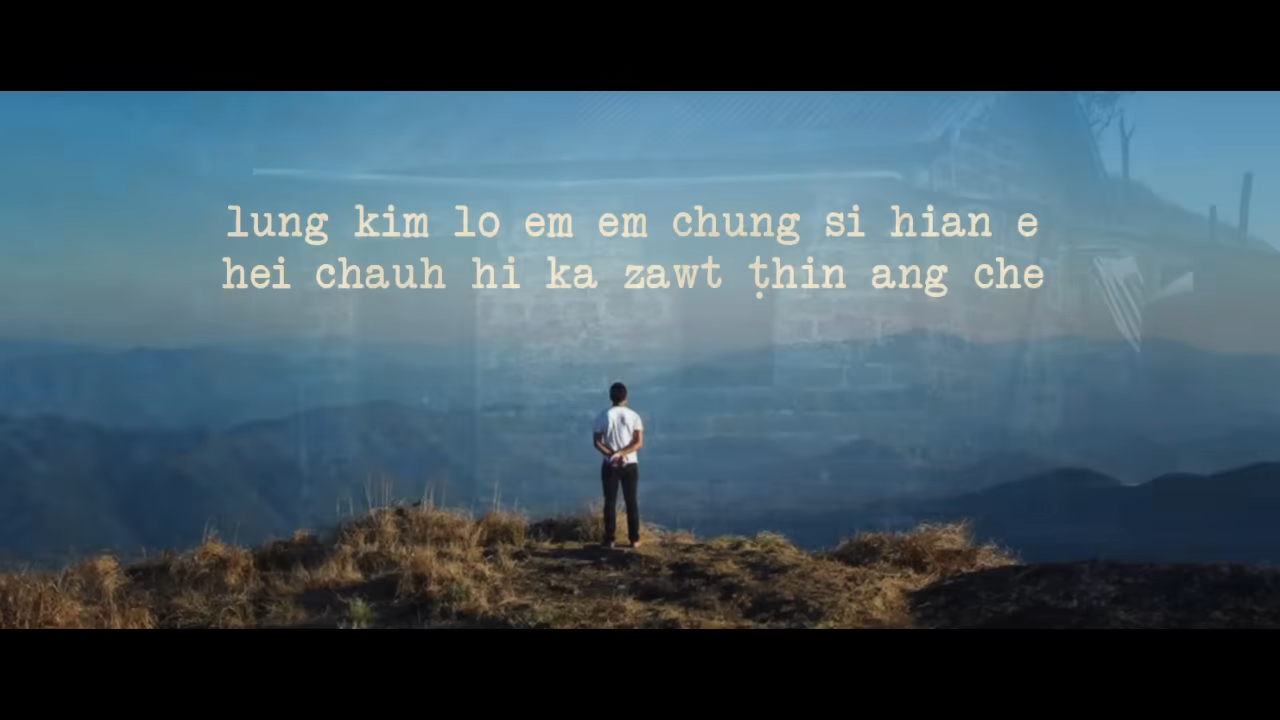 lung kim lo em em chung si hian e
hei chauh hi ka zawt ṭhin ang che